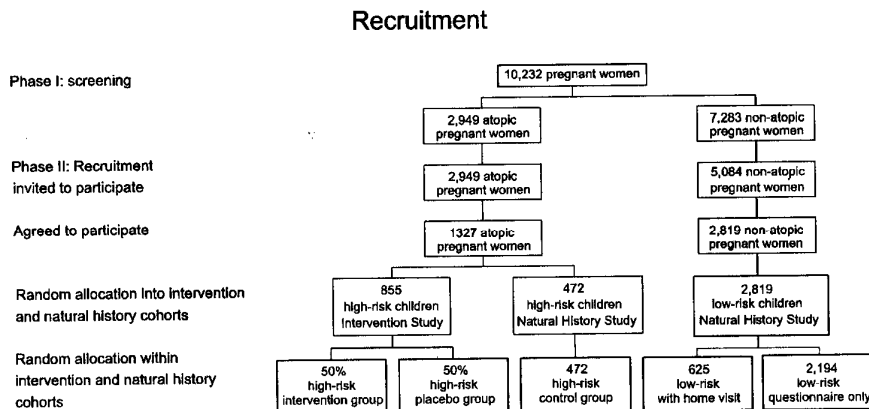 Recruitment
Phase I: screening
10,232 pregnant women
2,949 atopic
pregnant women
7,283 non-atopic
pregnant women
Phase II: Recruitment
invited to participate
2,949 atopic
pregnant women
5,084 non-atopic
pregnant women
Agreed to participate
1327 atopic
pregnant women
2,819 non-atopic
pregnant women
Random allocation into intervention
and natural history cohorts
855
high-risk children
Intervention Study
472
high-risk children
Natural History Study
2,819
low-risk children
Natural History Study
Random allocation within
intervention and natural history
cohorts
50%
high-risk
intervention group
50%
high-risk
placebo group
472
high-risk
control group
625
low-risk
with home visit
2,194
low-risk
questionnaire only